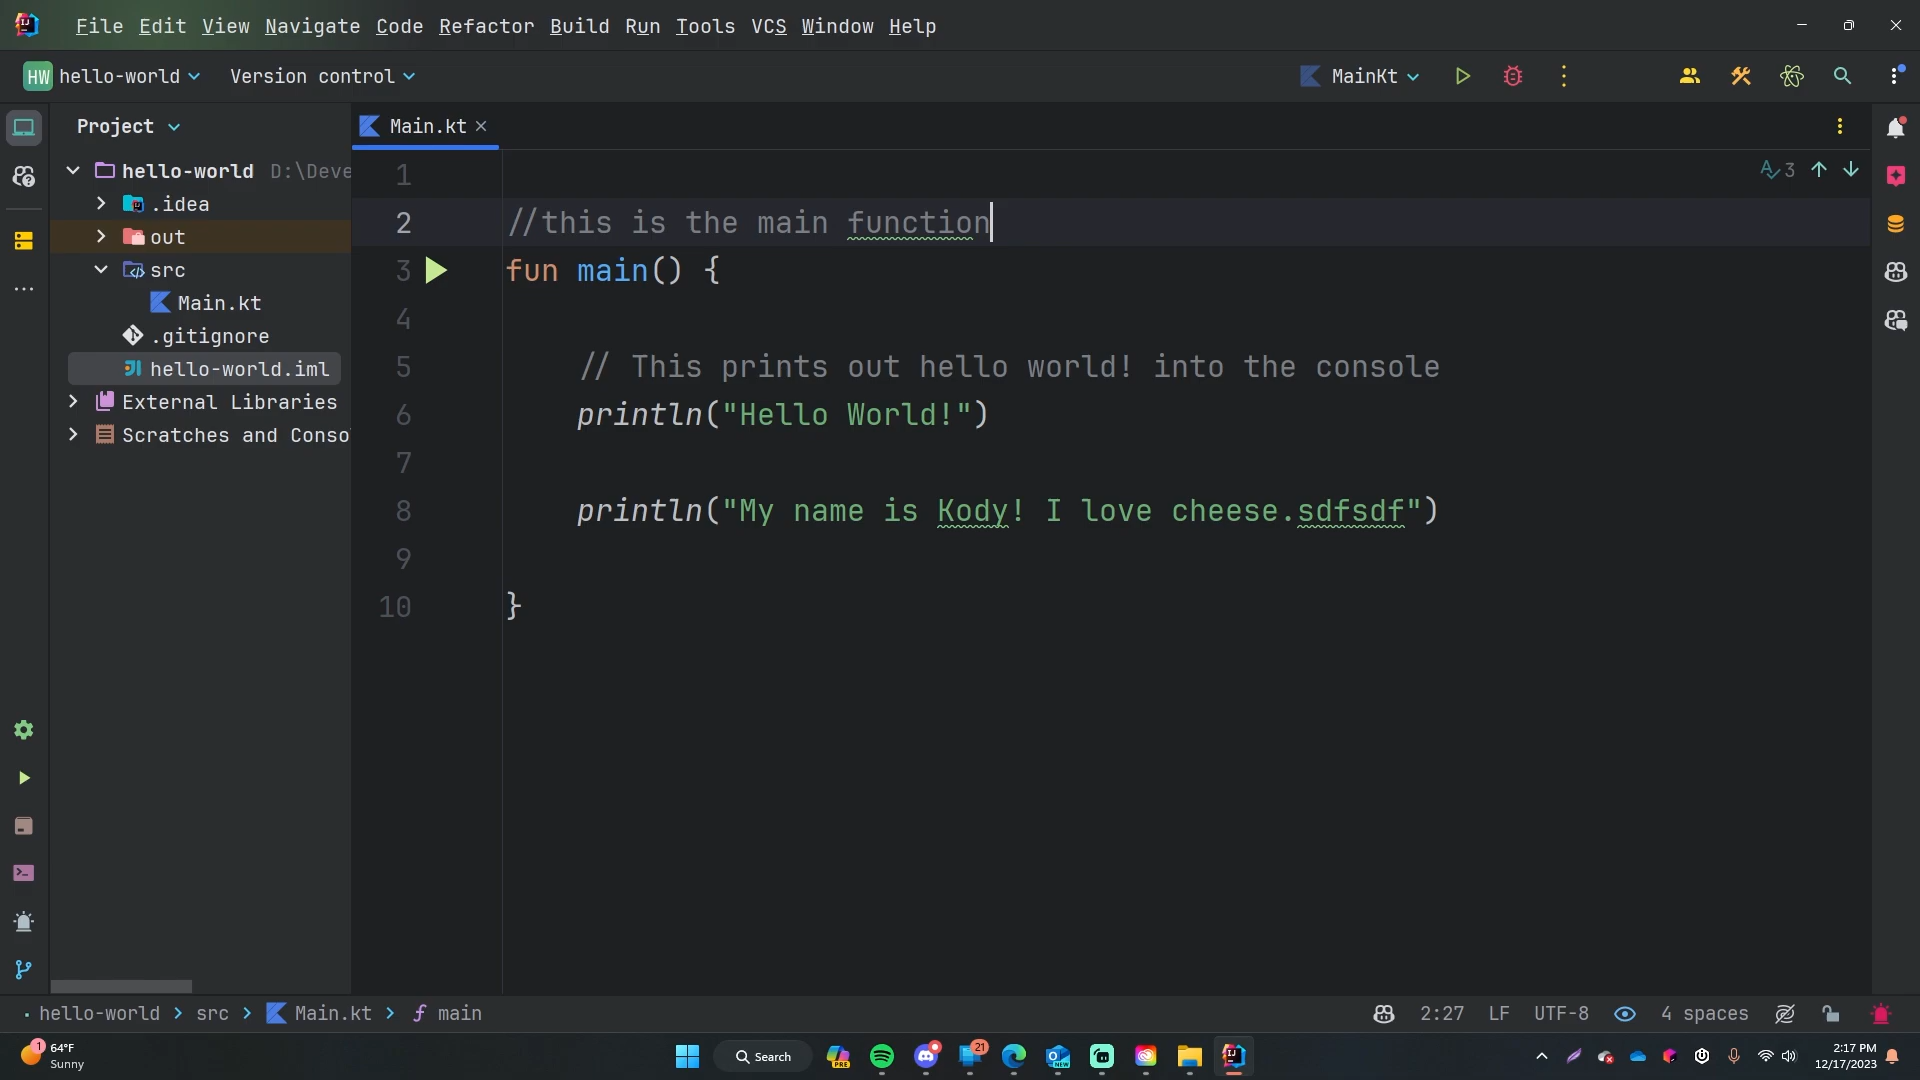 File Edit View Navigate Code Refactor Build Run Tools VCS Window Help
HW hello-world Version control MainKt
Project Main.kt
hello-world D:\Deve
.idea
out
src
Main.kt
.gitignore
hello-world.iml
External Libraries
Scratches and Conso
3
1
2 //this is the main function
3 fun main() {
4
5 // This prints out hello world! into the console
6 println("Hello World!")
7
8 println("My name is Kody! I love cheese.sdfsdf")
9
10 }
hello-world > src > Main.kt > main 2:27 LF UTF-8 4 spaces
1 64°F
Sunny
Search
PRE
21
NEW
2:17 PM
12/17/2023